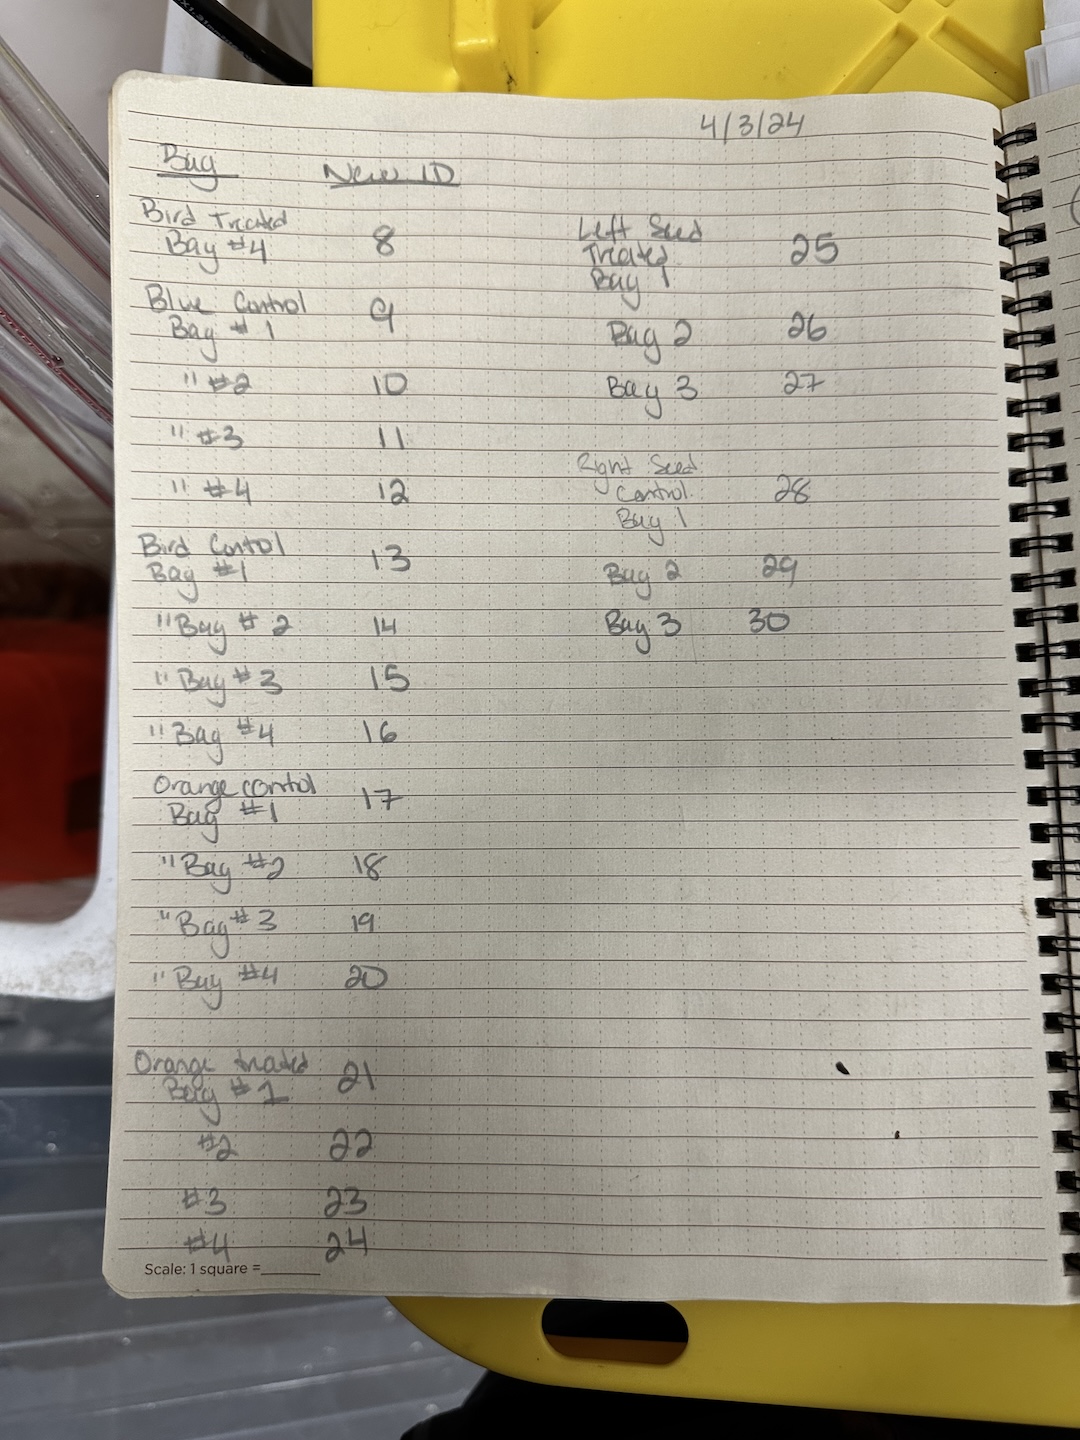 4/3/24
Bag New ID
Bird Treated
Bag #4 8
Blue Control
Bag #1 9
" #2 10
" #3 11
" #4 12
Bird Control
Bag #1 13
" Bag # 2 14
" Bag #3 15
" Bag #4 16
Orange control
Bag #1 17
" Bag #2 18
" Bag #3 19
" Bag #4 20
Orange treated
Bag #1 21
#2 22
#3 23
#4 24
Scale: 1 square =______
Left Seed
Treated 25
Bag 1
Bag 2 26
Bag 3 27
Right Seed
Control 28
Bag 1
Bag 2 29
Bag 3 30